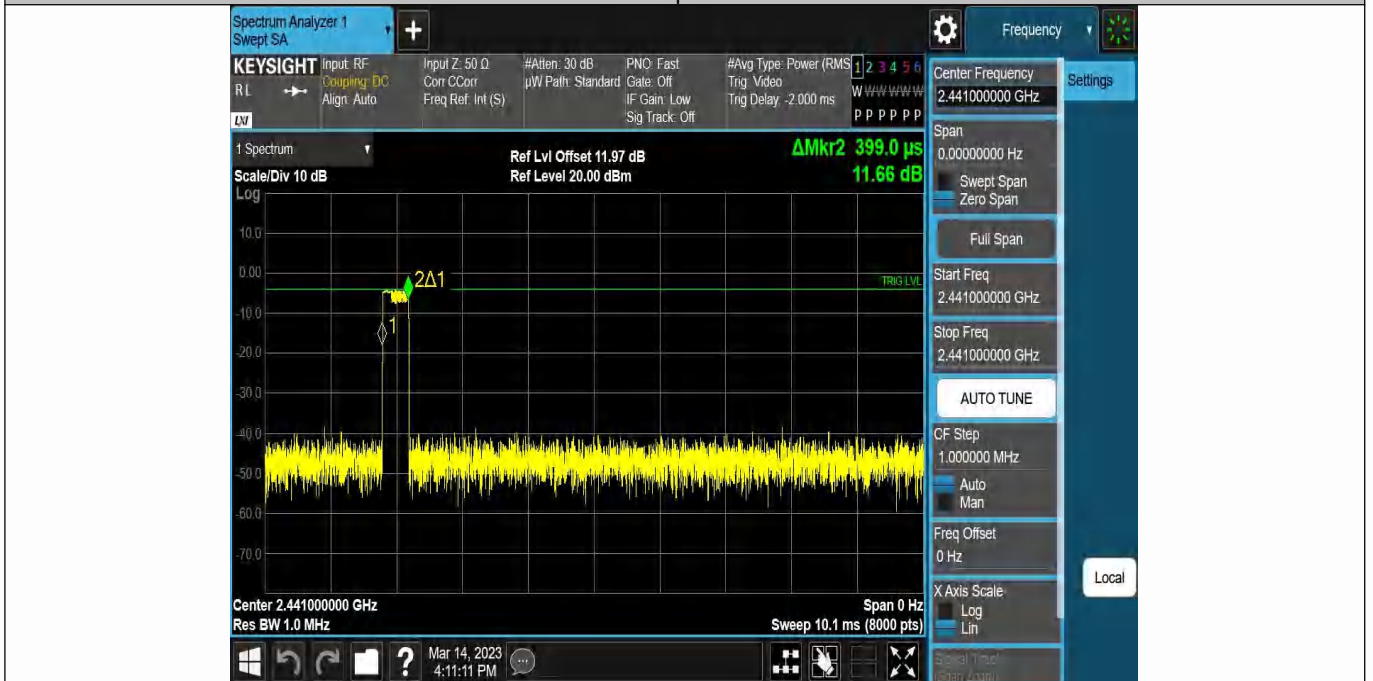 Spectrum Analyzer 1
Swept SA
+
Frequency
KEYSIGHT
RL
LXI
Input: RF
Coupling: DC
Align: Auto
Input Z: 50 Ω
Corr CCorr
Freq Ref: Int (S)
#Atten: 30 dB
µW Path: Standard
PNO: Fast
Gate: Off
IF Gain: Low
Sig Track: Off
#Avg Type: Power (RMS
Trig: Video
Trig Delay: -2.000 ms
1 2 3 4 5 6
W W W W W W
P P P P P P
1 Spectrum
Scale/Div 10 dB
Log
Ref Lvl Offset 11.97 dB
Ref Level 20.00 dBm
ΔMkr2 399.0 µs
11.66 dB
10.0
0.00
-10.0
-20.0
-30.0
-40.0
-50.0
-60.0
-70.0
2Δ1
1
TRIG LVL
Center 2.441000000 GHz
Res BW 1.0 MHz
Span 0 Hz
Sweep 10.1 ms (8000 pts)
Center Frequency
2.441000000 GHz
Settings
Span
0.00000000 Hz
Swept Span
Zero Span
Full Span
Start Freq
2.441000000 GHz
Stop Freq
2.441000000 GHz
AUTO TUNE
CF Step
1.000000 MHz
Auto
Man
Freq Offset
0 Hz
X Axis Scale
Log
Lin
Local
Signal Track
(Span Zoom)
?
Mar 14, 2023
4:11:11 PM